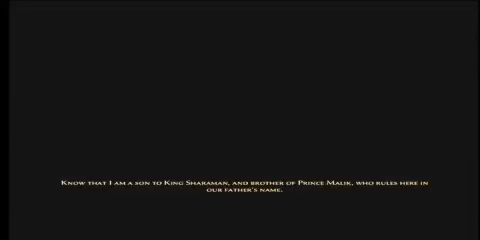 Know that I am a son to King Sharaman, and brother of Prince Malik, who rules here in
our father's name.